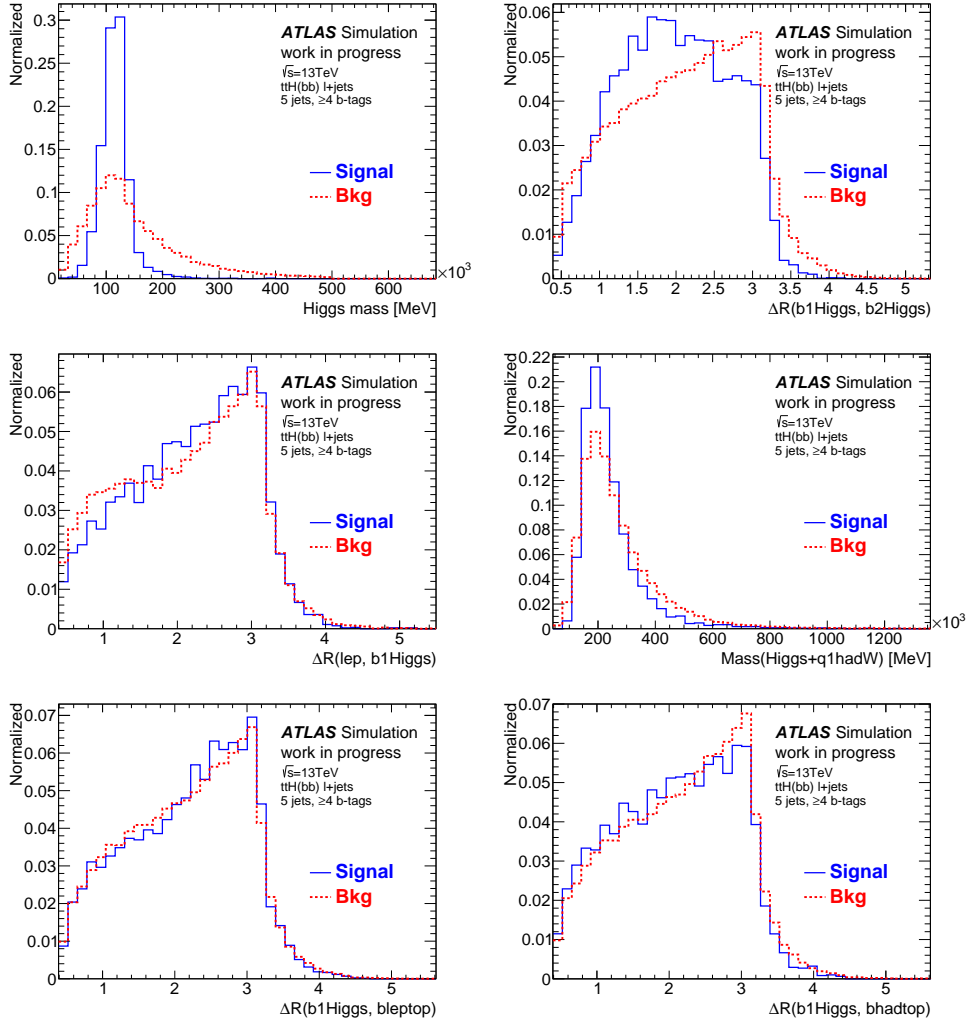 Normalized
0.3
0.25
0.2
0.15
0.1
0.05
0
ATLAS Simulation
work in progress
√s=13TeV
ttH(bb) l+jets
5 jets, ≥4 b-tags
Signal
Bkg
100 200 300 400 500 600
×10³
Higgs mass [MeV]
Normalized
0.06
0.05
0.04
0.03
0.02
0.01
0
ATLAS Simulation
work in progress
√s=13TeV
ttH(bb) l+jets
5 jets, ≥4 b-tags
Signal
Bkg
0.5 1 1.5 2 2.5 3 3.5 4 4.5 5
ΔR(b1Higgs, b2Higgs)
Normalized
0.06
0.05
0.04
0.03
0.02
0.01
0
ATLAS Simulation
work in progress
√s=13TeV
ttH(bb) l+jets
5 jets, ≥4 b-tags
Signal
Bkg
1 2 3 4 5
ΔR(lep, b1Higgs)
Normalized
0.22
0.2
0.18
0.16
0.14
0.12
0.1
0.08
0.06
0.04
0.02
0
ATLAS Simulation
work in progress
√s=13TeV
ttH(bb) l+jets
5 jets, ≥4 b-tags
Signal
Bkg
200 400 600 800 1000 1200
×10³
Mass(Higgs+q1hadW) [MeV]
Normalized
0.07
0.06
0.05
0.04
0.03
0.02
0.01
0
ATLAS Simulation
work in progress
√s=13TeV
ttH(bb) l+jets
5 jets, ≥4 b-tags
Signal
Bkg
1 2 3 4 5
ΔR(b1Higgs, bleptop)
Normalized
0.07
0.06
0.05
0.04
0.03
0.02
0.01
0
ATLAS Simulation
work in progress
√s=13TeV
ttH(bb) l+jets
5 jets, ≥4 b-tags
Signal
Bkg
1 2 3 4 5
ΔR(b1Higgs, bhadtop)